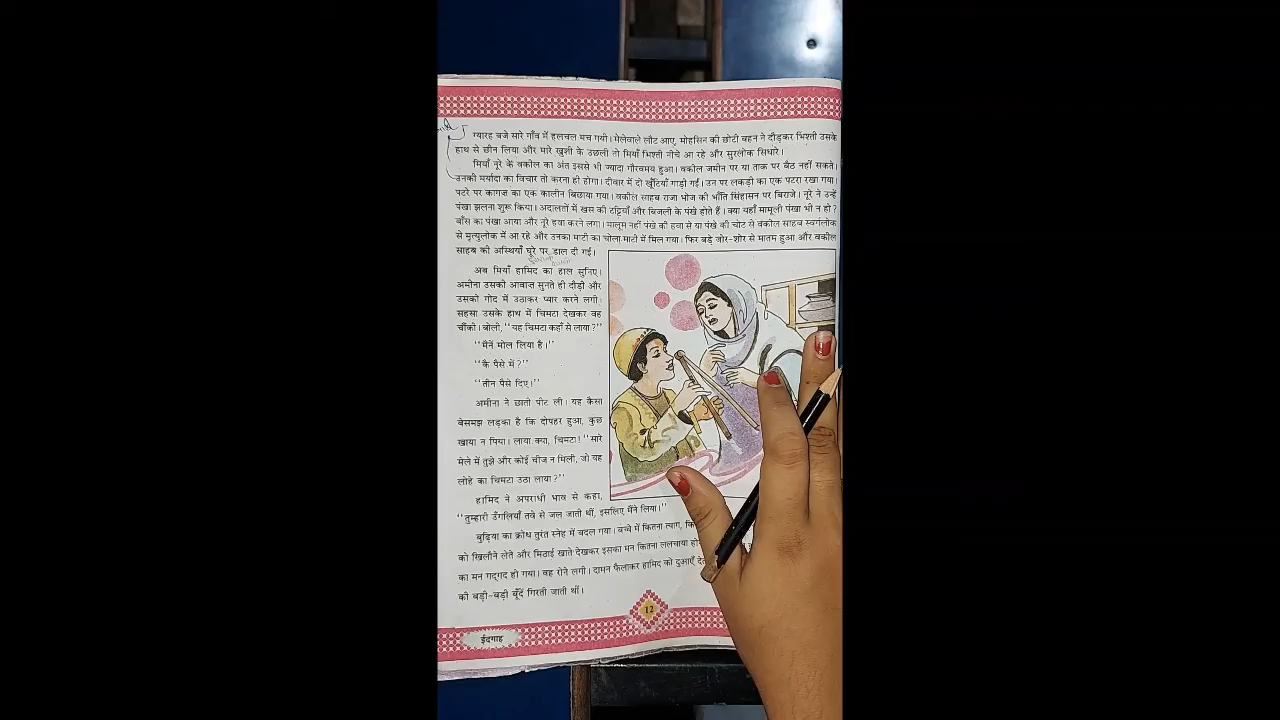 ग्यारह बजे सारे गाँव में हलचल मच गयी। मेलेवाले लौट आए, मोहसिन की छोटी बहन ने दौड़कर भिश्ती उसके
हाथ से छीन लिया और मारे खुशी के उछली तो मियाँ भिश्ती नीचे आ रहे और सुरलोक सिधारे।
मियाँ नूरे के वकील का अंत इससे भी ज्यादा गौरवमय हुआ। वकील जमीन पर या ताक पर बैठ नहीं सकते।
उनकी मर्यादा का विचार तो करना ही होगा। दीवार में दो खूँटियाँ गाड़ी गईं। उन पर लकड़ी का एक पटरा रखा गया।
पटरे पर कागज का एक कालीन बिछाया गया। वकील साहब राजा भोज की भाँति सिंहासन पर बिराजे। नूरे ने उन्हें
पंखा झलना शुरू किया। अदालतों में खस की टट्टियाँ और बिजली के पंखे होते हैं। क्या यहाँ मामूली पंखा भी न हो?
बाँस का पंखा आया और नूरे हवा करने लगा। मालूम नहीं पंखे की हवा से या पंखे की चोट से वकील साहब स्वर्गलोक
से मृत्युलोक में आ रहे और उनका माटी का चोला माटी में मिल गया। फिर बड़े जोर-शोर से मातम हुआ और वकील
साहब की अस्थियाँ घूरे पर डाल दी गईं।
अब मियाँ हामिद का हाल सुनिए।
अमीना उसकी आवाज़ सुनते ही दौड़ी और
उसको गोद में उठाकर प्यार करने लगी।
सहसा उसके हाथ में चिमटा देखकर वह
चौंकी। बोली, "यह चिमटा कहाँ से लाया?"
"मैनें मोल लिया है।"
"कै पैसे में?"
"तीन पैसे दिए।"
अमीना ने छाती पीट ली। यह कैसा
बेसमझ लड़का है कि दोपहर हुआ, कुछ
खाया न पिया। लाया क्या, चिमटा! "सारे
मेले में तुझे और कोई चीज न मिली, जो यह
लोहे का चिमटा उठा लाया?"
हामिद ने अपराधी भाव से कहा,
"तुम्हारी उँगलियाँ तवे से जल जाती थीं, इसलिए मैंने लिया।"
बुढ़िया का क्रोध तुरंत स्नेह में बदल गया। बच्चे में कितना त्याग,
को खिलौने लेते और मिठाई खाते देखकर इसका मन कितना ललचाया
का मन गद्‌गद हो गया। वह रोने लगी। दामन फैलाकर हामिद को दुआएँ
की बड़ी-बड़ी बूँदें गिरती जाती थीं।
12
ईदगाह